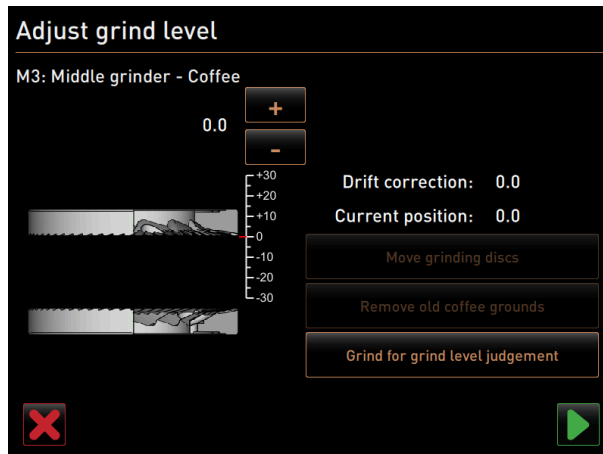 Adjust grind level
M3: Middle grinder - Coffee
0.0
+
-
+30
+20
+10
0
-10
-20
-30
Drift correction: 0.0
Current position: 0.0
Move grinding discs
Remove old coffee grounds
Grind for grind level judgement